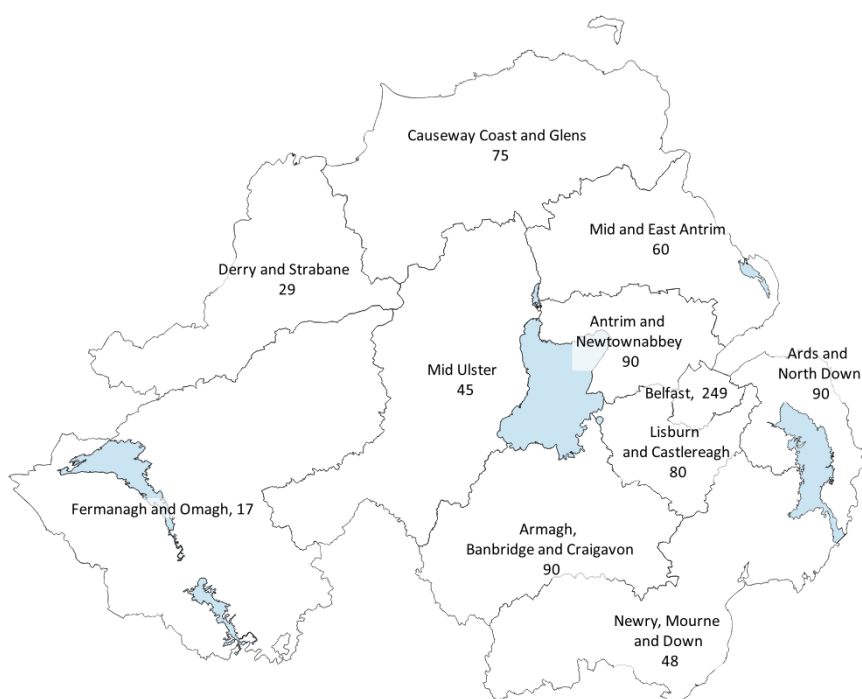 Causeway Coast and Glens
75
Mid and East Antrim
60
Derry and Strabane
29
Antrim and
Newtownabbey
90
Ards and
North Down
90
Mid Ulster
45
Belfast, 249
Lisburn
and Castlereagh
80
Fermanagh and Omagh, 17
Armagh,
Banbridge and Craigavon
90
Newry, Mourne
and Down
48